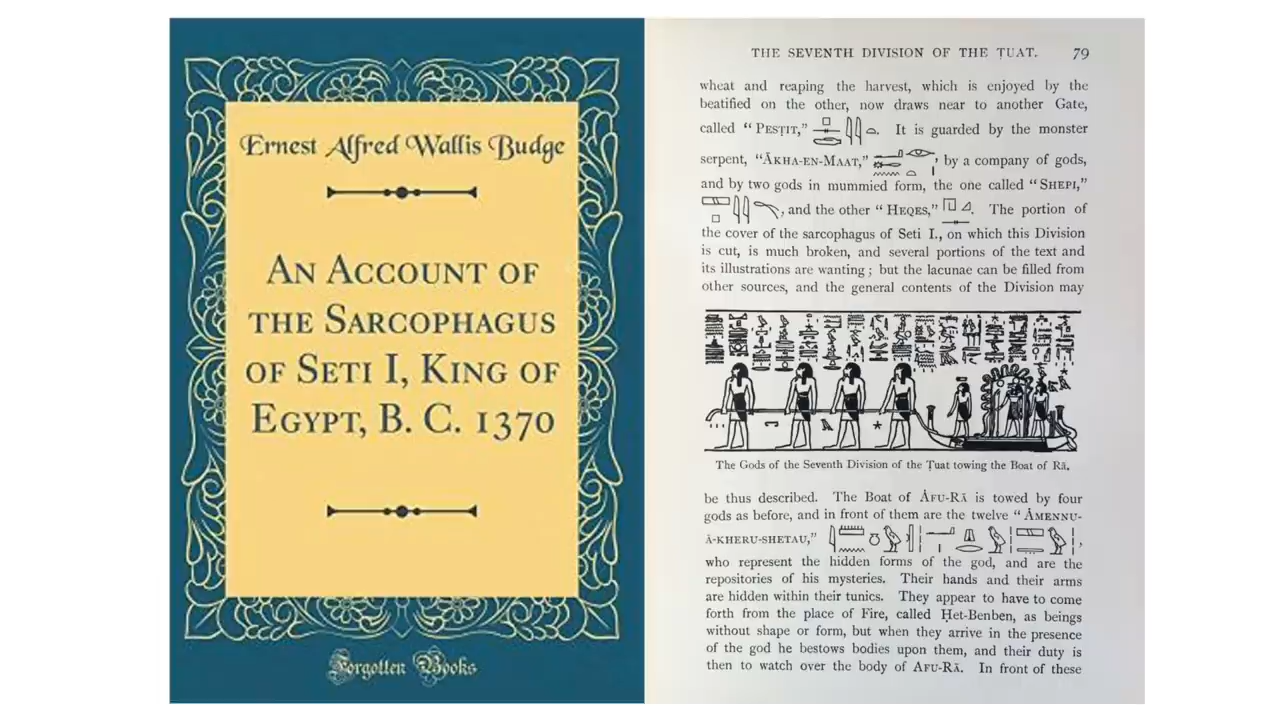 Ernest Alfred Wallis Budge
An Account of
the Sarcophagus
of Seti I, King of
Egypt, B. C. 1370
Forgotten Books
THE SEVENTH DIVISION OF THE ṬUAT. 79
wheat and reaping the harvest, which is enjoyed by the
beatified on the other, now draws near to another Gate,
called “PESṬIT,” . It is guarded by the monster
serpent, “ĀKHA-EN-MAAT,” , by a company of gods,
and by two gods in mummied form, the one called “SHEPI,”
, and the other “HEQES,” . The portion of
the cover of the sarcophagus of Seti I., on which this Division
is cut, is much broken, and several portions of the text and
its illustrations are wanting; but the lacunae can be filled from
other sources, and the general contents of the Division may
The Gods of the Seventh Division of the Ṭuat towing the Boat of Rā.
be thus described. The Boat of ȦFU-RĀ is towed by four
gods as before, and in front of them are the twelve “ȦMENNU-
Ā-KHERU-SHETAU,” ,
who represent the hidden forms of the god, and are the
repositories of his mysteries. Their hands and their arms
are hidden within their tunics. They appear to have to come
forth from the place of Fire, called Ḥet-Benben, as beings
without shape or form, but when they arrive in the presence
of the god he bestows bodies upon them, and their duty is
then to watch over the body of AFU-RĀ. In front of these